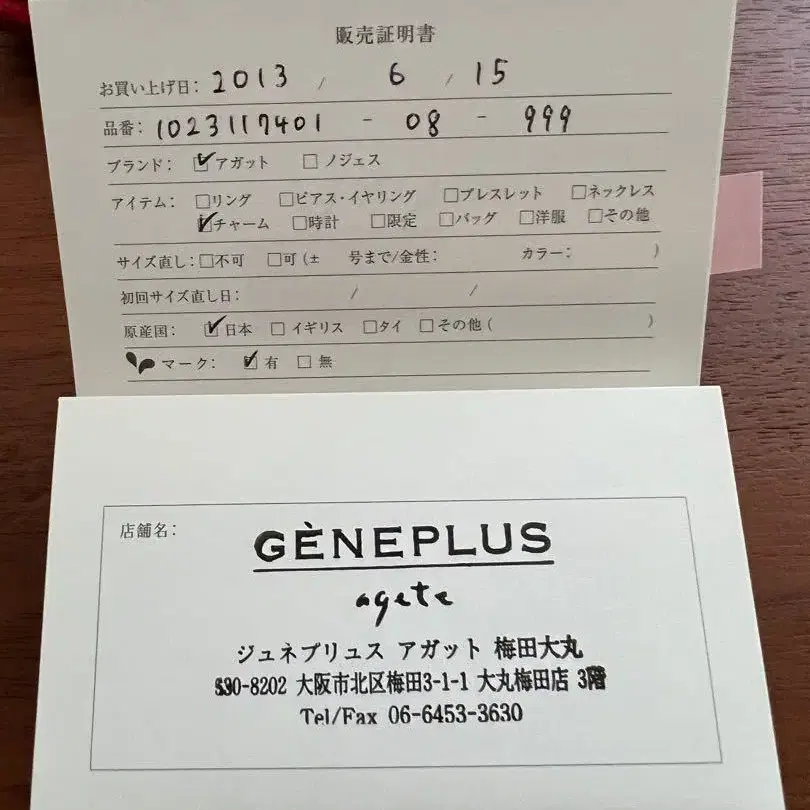 販売証明書
お買い上げ日: 2013 / 6 / 15
品番: 1023117401 - 08 - 999
ブランド: ☑アガット □ノジェス
アイテム: □リング □ピアス・イヤリング □ブレスレット □ネックレス
☑チャーム □時計 □限定 □バッグ □洋服 □その他
サイズ直し: □不可 □可 (± 号まで/金性: カラー: )
初回サイズ直し日: / /
原産国: ☑日本 □イギリス □タイ □その他 ( )
マーク: ☑有 □無
店舗名:
GÈNEPLUS
agete
ジュネプリュス アガット 梅田大丸
530-8202 大阪市北区梅田3-1-1 大丸梅田店 3階
Tel/Fax 06-6453-3630